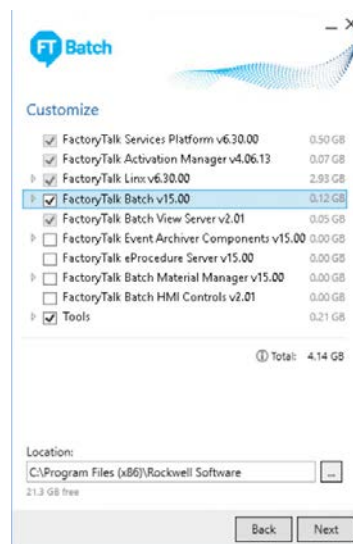 FT Batch
Customize
FactoryTalk Services Platform v6.30.00 0.50 GB
FactoryTalk Activation Manager v4.06.13 0.07 GB
FactoryTalk Linx v6.30.00 2.93 GB
FactoryTalk Batch v15.00 0.12 GB
FactoryTalk Batch View Server v2.01 0.05 GB
FactoryTalk Event Archiver Components v15.00 0.00 GB
FactoryTalk eProcedure Server v15.00 0.00 GB
FactoryTalk Batch Material Manager v15.00 0.00 GB
FactoryTalk Batch HMI Controls v2.01 0.00 GB
Tools 0.21 GB
Total: 4.14 GB
Location:
C:\Program Files (x86)\Rockwell Software ...
21.3 GB free
Back Next